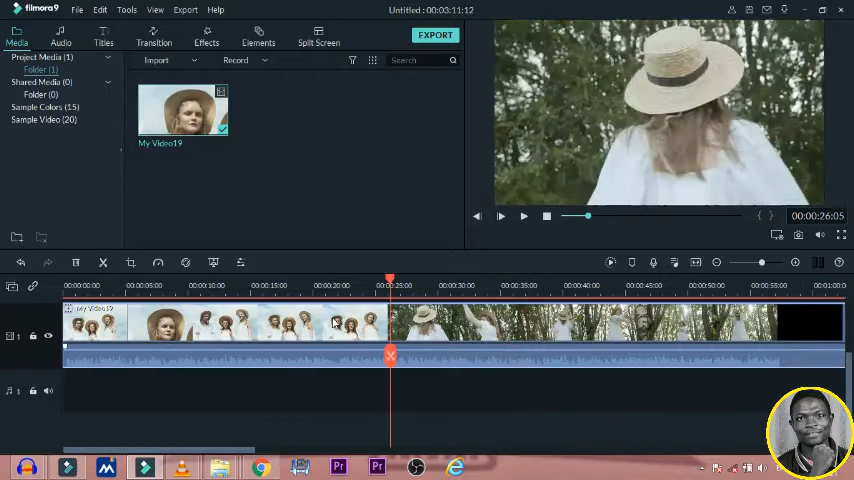 filmora9 File Edit Tools View Export Help Untitled : 00:03:11:12
Media Audio Titles Transition Effects Elements Split Screen EXPORT
Project Media (1)
Folder (1)
Shared Media (0)
Folder (0)
Sample Colors (15)
Sample Video (20)
Import Record Search
My Video19
{ } 00:00:26:05
00:00:00:00 00:00:05:00 00:00:10:00 00:00:15:00 00:00:20:00 00:00:25:00 00:00:30:00 00:00:35:00 00:00:40:00 00:00:45:00 00:00:50:00 00:00:55:00 00:01:00:0
My Video19
1
1
Pr Pr